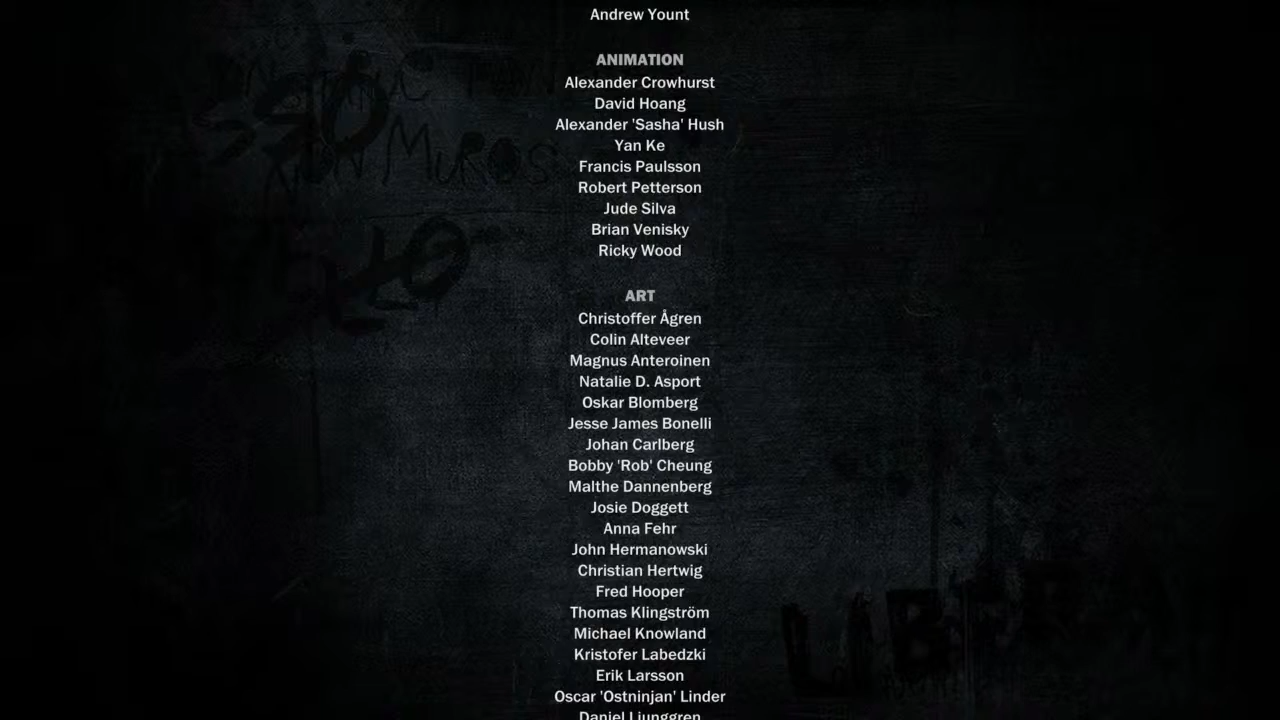 Andrew Yount
ANIMATION
Alexander Crowhurst
David Hoang
Alexander 'Sasha' Hush
Yan Ke
Francis Paulsson
Robert Petterson
Jude Silva
Brian Venisky
Ricky Wood
ART
Christoffer Ågren
Colin Alteveer
Magnus Anteroinen
Natalie D. Asport
Oskar Blomberg
Jesse James Bonelli
Johan Carlberg
Bobby 'Rob' Cheung
Malthe Dannenberg
Josie Doggett
Anna Fehr
John Hermanowski
Christian Hertwig
Fred Hooper
Thomas Klingström
Michael Knowland
Kristofer Labedzki
Erik Larsson
Oscar 'Ostninjan' Linder
Daniel Ljunggren
MUROS